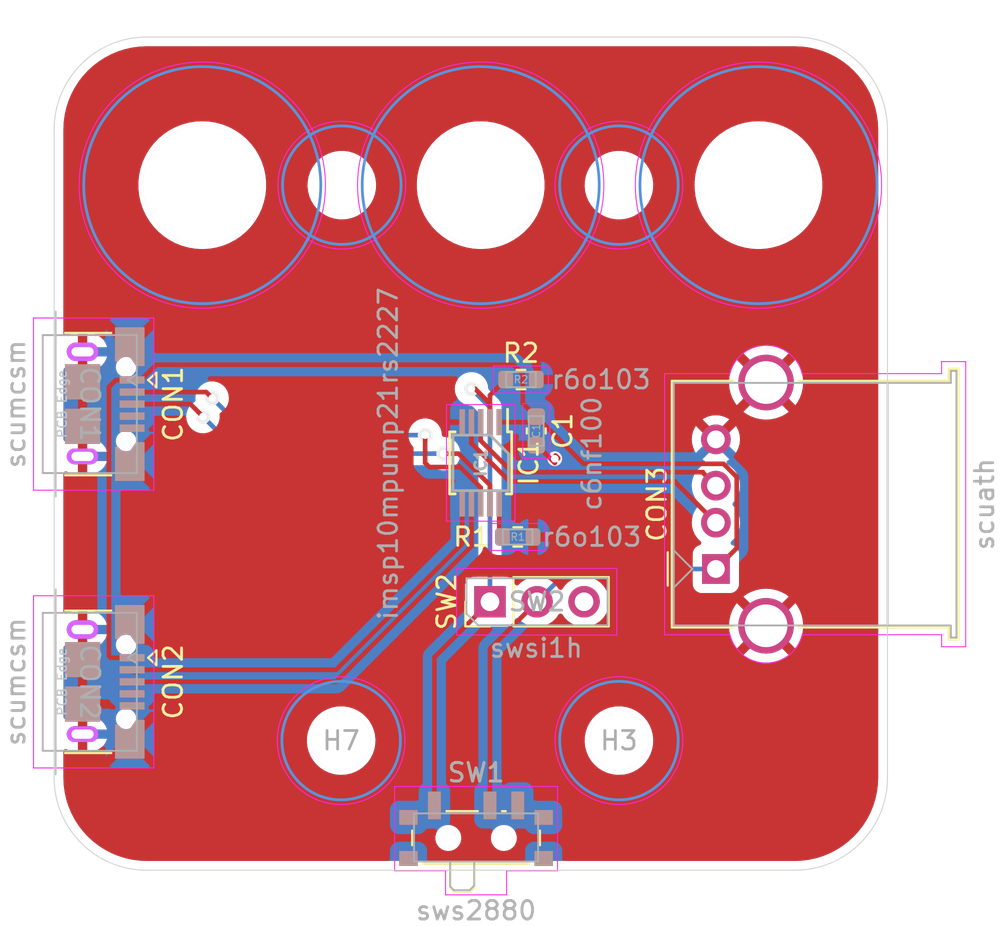 R2
R2
r6o103
scumcsm
PCB Edge
CON1
CON1
imsp10mpump21rs2227
C1
C1
c6nf100
IC1
IC1
CON3
scuath
R1
R1
r6o103
SW2
SW2
swsi1h
scumcsm
PCB Edge
CON2
CON2
H7
H3
SW1
sws2880